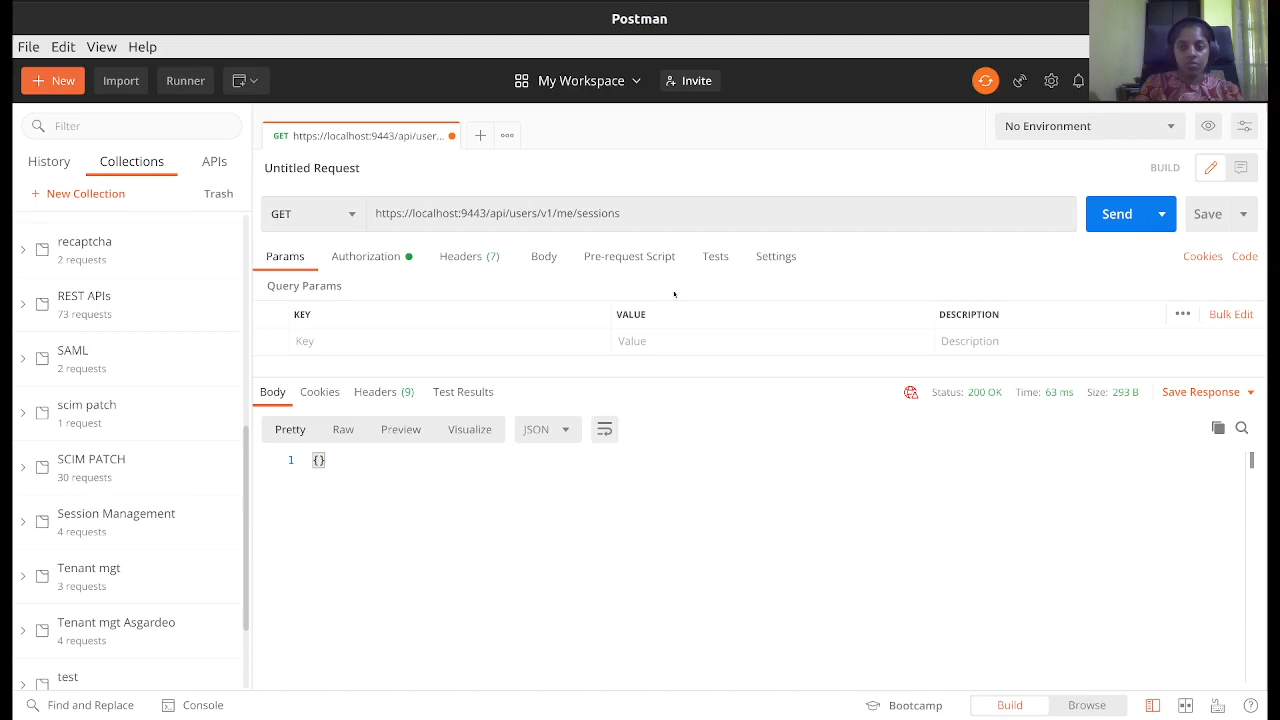 Postman
File Edit View Help
New Import Runner My Workspace Invite
Filter
History Collections APIs
+ New Collection Trash
recaptcha
2 requests
REST APIs
73 requests
SAML
2 requests
scim patch
1 request
SCIM PATCH
30 requests
Session Management
4 requests
Tenant mgt
3 requests
Tenant mgt Asgardeo
4 requests
test
GET https://localhost:9443/api/user... + ooo
No Environment
Untitled Request BUILD
GET https://localhost:9443/api/users/v1/me/sessions Send Save
Params Authorization Headers (7) Body Pre-request Script Tests Settings Cookies Code
Query Params
KEY VALUE DESCRIPTION ••• Bulk Edit
Key Value Description
Body Cookies Headers (9) Test Results Status: 200 OK Time: 63 ms Size: 293 B Save Response
Pretty Raw Preview Visualize JSON
1 {}
Find and Replace Console Bootcamp Build Browse